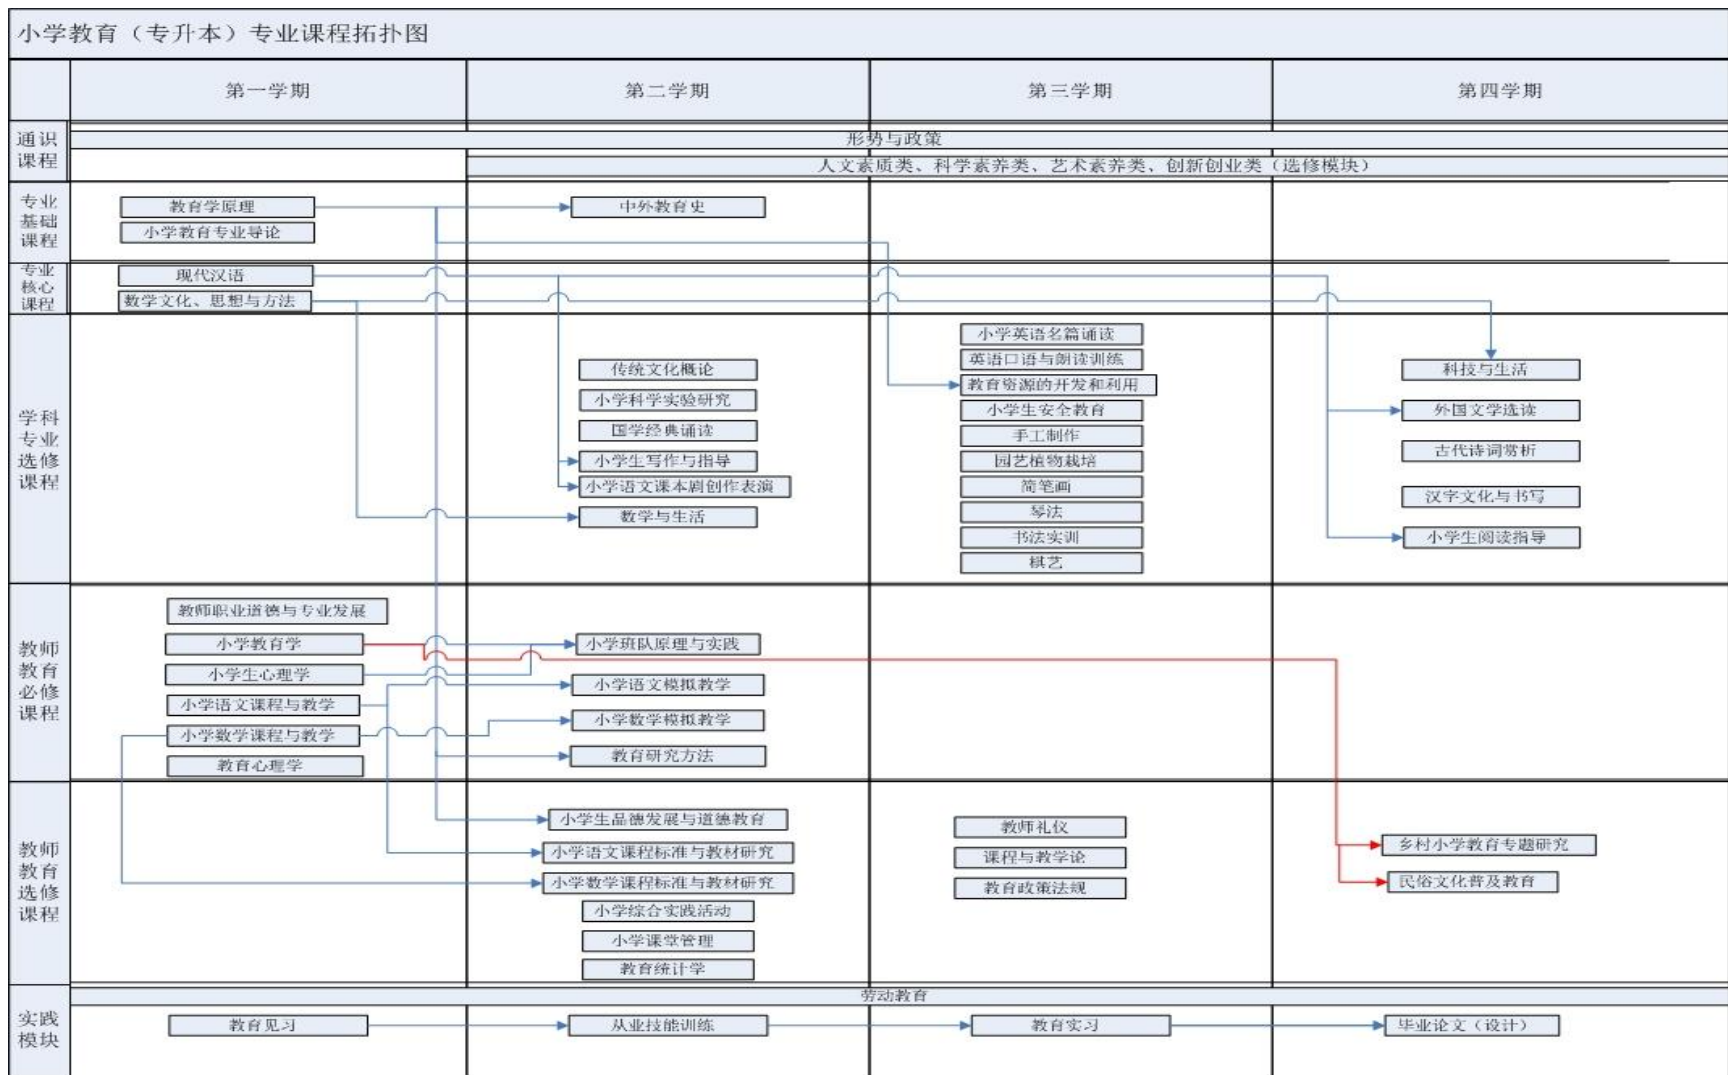 小学教育（专升本）专业课程拓扑图
第一学期
第二学期
第三学期
第四学期
通识
课程
形势与政策
人文素质类、科学素养类、艺术素养类、创新创业类（选修模块）
专业
基础
课程
教育学原理
中外教育史
小学教育专业导论
专业
核心
课程
现代汉语
数学文化、思想与方法
学科
专业
选修
课程
传统文化概论
小学科学实验研究
国学经典诵读
小学生写作与指导
小学语文课本剧创作表演
数学与生活
小学英语名篇诵读
英语口语与朗读训练
教育资源的开发和利用
小学生安全教育
手工制作
园艺植物栽培
简笔画
琴法
书法实训
棋艺
科技与生活
外国文学选读
古代诗词赏析
汉字文化与书写
小学生阅读指导
教师
教育
必修
课程
教师职业道德与专业发展
小学教育学
小学生心理学
小学语文课程与教学
小学数学课程与教学
教育心理学
小学班队原理与实践
小学语文模拟教学
小学数学模拟教学
教育研究方法
教师
教育
选修
课程
小学生品德发展与道德教育
小学语文课程标准与教材研究
小学数学课程标准与教材研究
小学综合实践活动
小学课堂管理
教育统计学
教师礼仪
课程与教学论
教育政策法规
乡村小学教育专题研究
民俗文化普及教育
实践
模块
劳动教育
教育见习
从业技能训练
教育实习
毕业论文（设计）